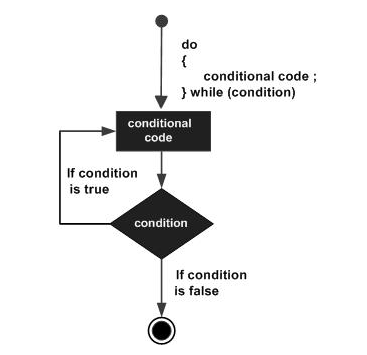 do
{
conditional code ;
} while (condition)
conditional
code
If condition
is true
condition
If condition
is false